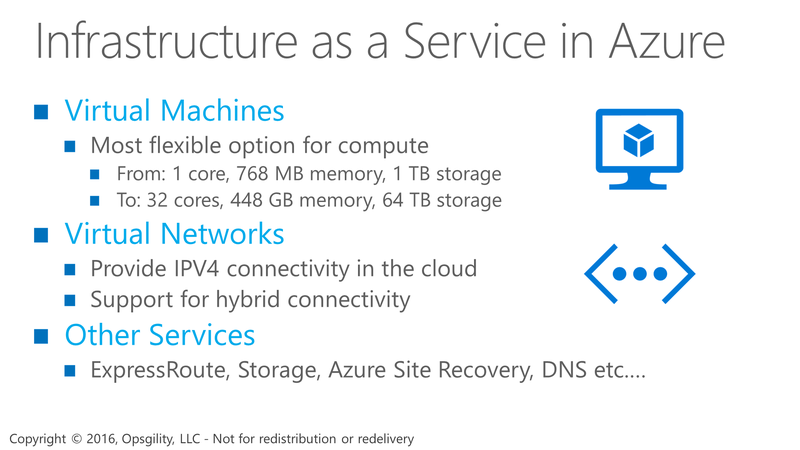 Infrastructure as a Service in Azure
Virtual Machines
Most flexible option for compute
From: 1 core, 768 MB memory, 1 TB storage
To: 32 cores, 448 GB memory, 64 TB storage
Virtual Networks
Provide IPV4 connectivity in the cloud
Support for hybrid connectivity
Other Services
ExpressRoute, Storage, Azure Site Recovery, DNS etc....
Copyright © 2016, Opsgility, LLC - Not for redistribution or redelivery